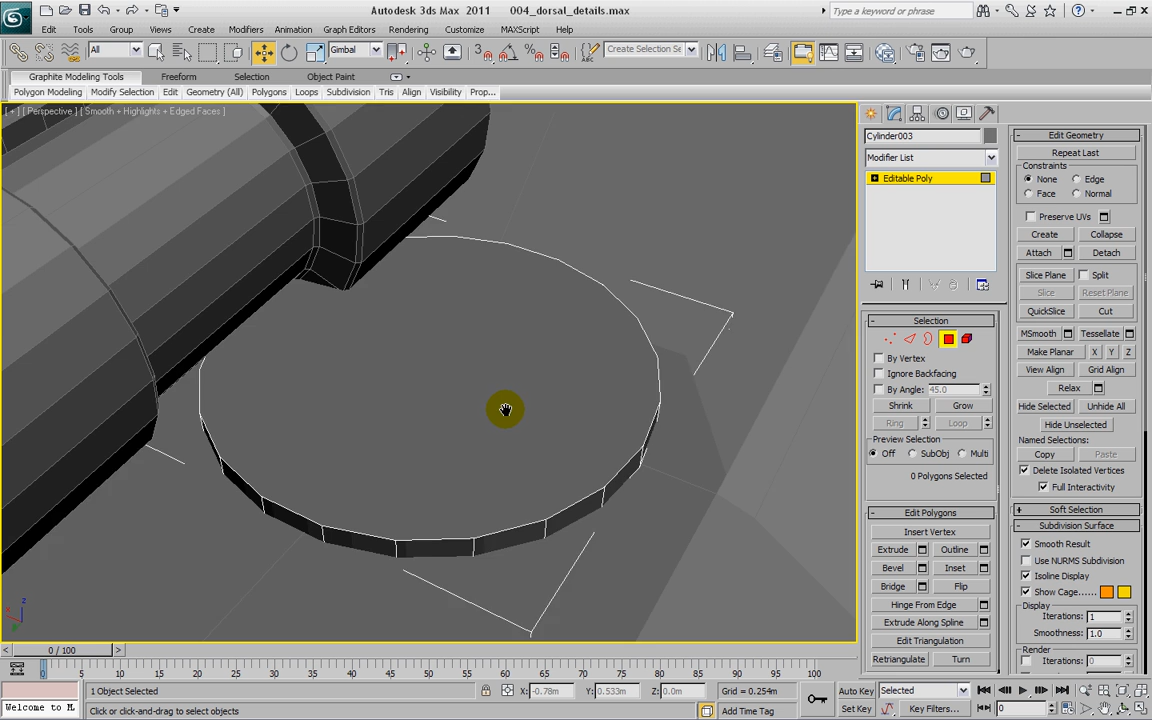 Autodesk 3ds Max 2011 004_dorsal_details.max
Type a keyword or phrase
Edit Tools Group Views Create Modifiers Animation Graph Editors Rendering Customize MAXScript Help
All Gimbal Create Selection Se
Graphite Modeling Tools Freeform Selection Object Paint
Polygon Modeling Modify Selection Edit Geometry (All) Polygons Loops Subdivision Tris Align Visibility Prop...
[ + ] [ Perspective ] [ Smooth + Highlights + Edged Faces ]
Cylinder003
Modifier List
Editable Poly
Selection
By Vertex
Ignore Backfacing
By Angle: 45.0
Shrink Grow
Ring Loop
Preview Selection
Off SubObj Multi
0 Polygons Selected
Edit Polygons
Insert Vertex
Extrude Outline
Bevel Inset
Bridge Flip
Hinge From Edge
Extrude Along Spline
Edit Triangulation
Retriangulate Turn
Edit Geometry
Repeat Last
Constraints
None Edge
Face Normal
Preserve UVs
Create Collapse
Attach Detach
Slice Plane Split
Slice Reset Plane
QuickSlice Cut
MSmooth Tessellate
Make Planar X Y Z
View Align Grid Align
Relax
Hide Selected Unhide All
Hide Unselected
Named Selections:
Copy Paste
Delete Isolated Vertices
Full Interactivity
Soft Selection
Subdivision Surface
Smooth Result
Use NURMS Subdivision
Isoline Display
Show Cage......
Display
Iterations: 1
Smoothness: 1.0
Render
Iterations: 0
z
0 / 100
0 5 10 15 20 25 30 35 40 45 50 55 60 65 70 75 80 85 90 95 100
1 Object Selected X: -0.78m Y: 0.533m Z: 0.0m Grid = 0.254m Auto Key Selected
Welcome to M Click or click-and-drag to select objects Add Time Tag Set Key Key Filters... 0